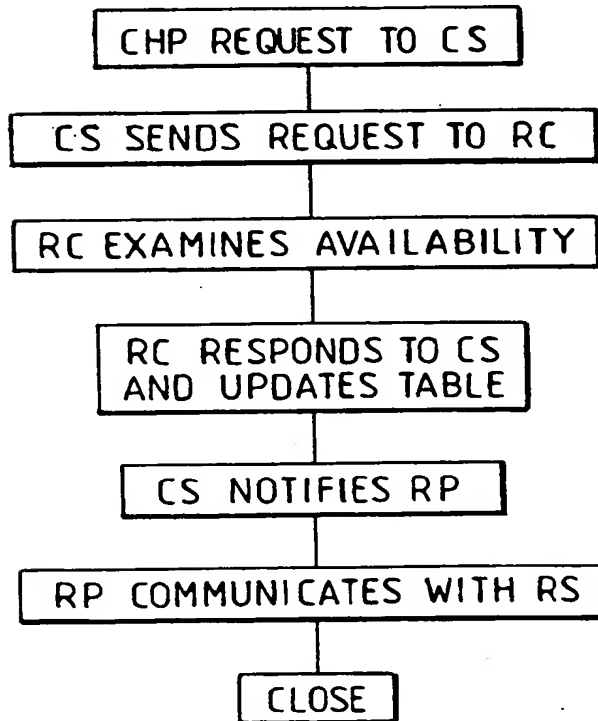 CHP REQUEST TO CS
CS SENDS REQUEST TO RC
RC EXAMINES AVAILABILITY
RC RESPONDS TO CS
AND UPDATES TABLE
CS NOTIFIES RP
RP COMMUNICATES WITH RS
CLOSE